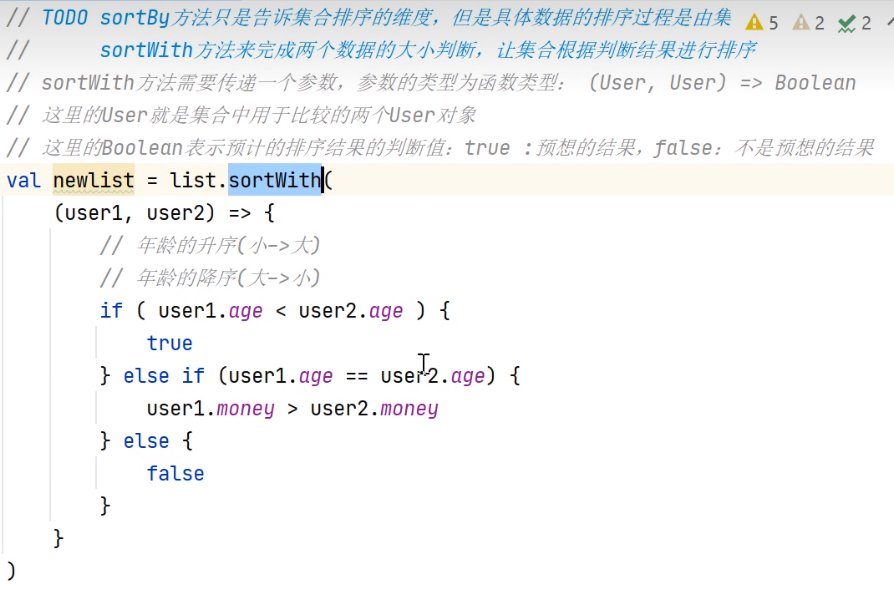 // TODO sortBy方法只是告诉集合排序的维度，但是具体数据的排序过程是由集 5 2 2
//      sortWith方法来完成两个数据的大小判断，让集合根据判断结果进行排序
// sortWith方法需要传递一个参数，参数的类型为函数类型： (User, User) => Boolean
// 这里的User就是集合中用于比较的两个User对象
// 这里的Boolean表示预计的排序结果的判断值：true :预想的结果，false：不是预想的结果
val newlist = list.sortWith(
    (user1, user2) => {
        // 年龄的升序(小->大)
        // 年龄的降序(大->小)
        if ( user1.age < user2.age ) {
            true
        } else if (user1.age == user2.age) {
            user1.money > user2.money
        } else {
            false
        }
    }
)